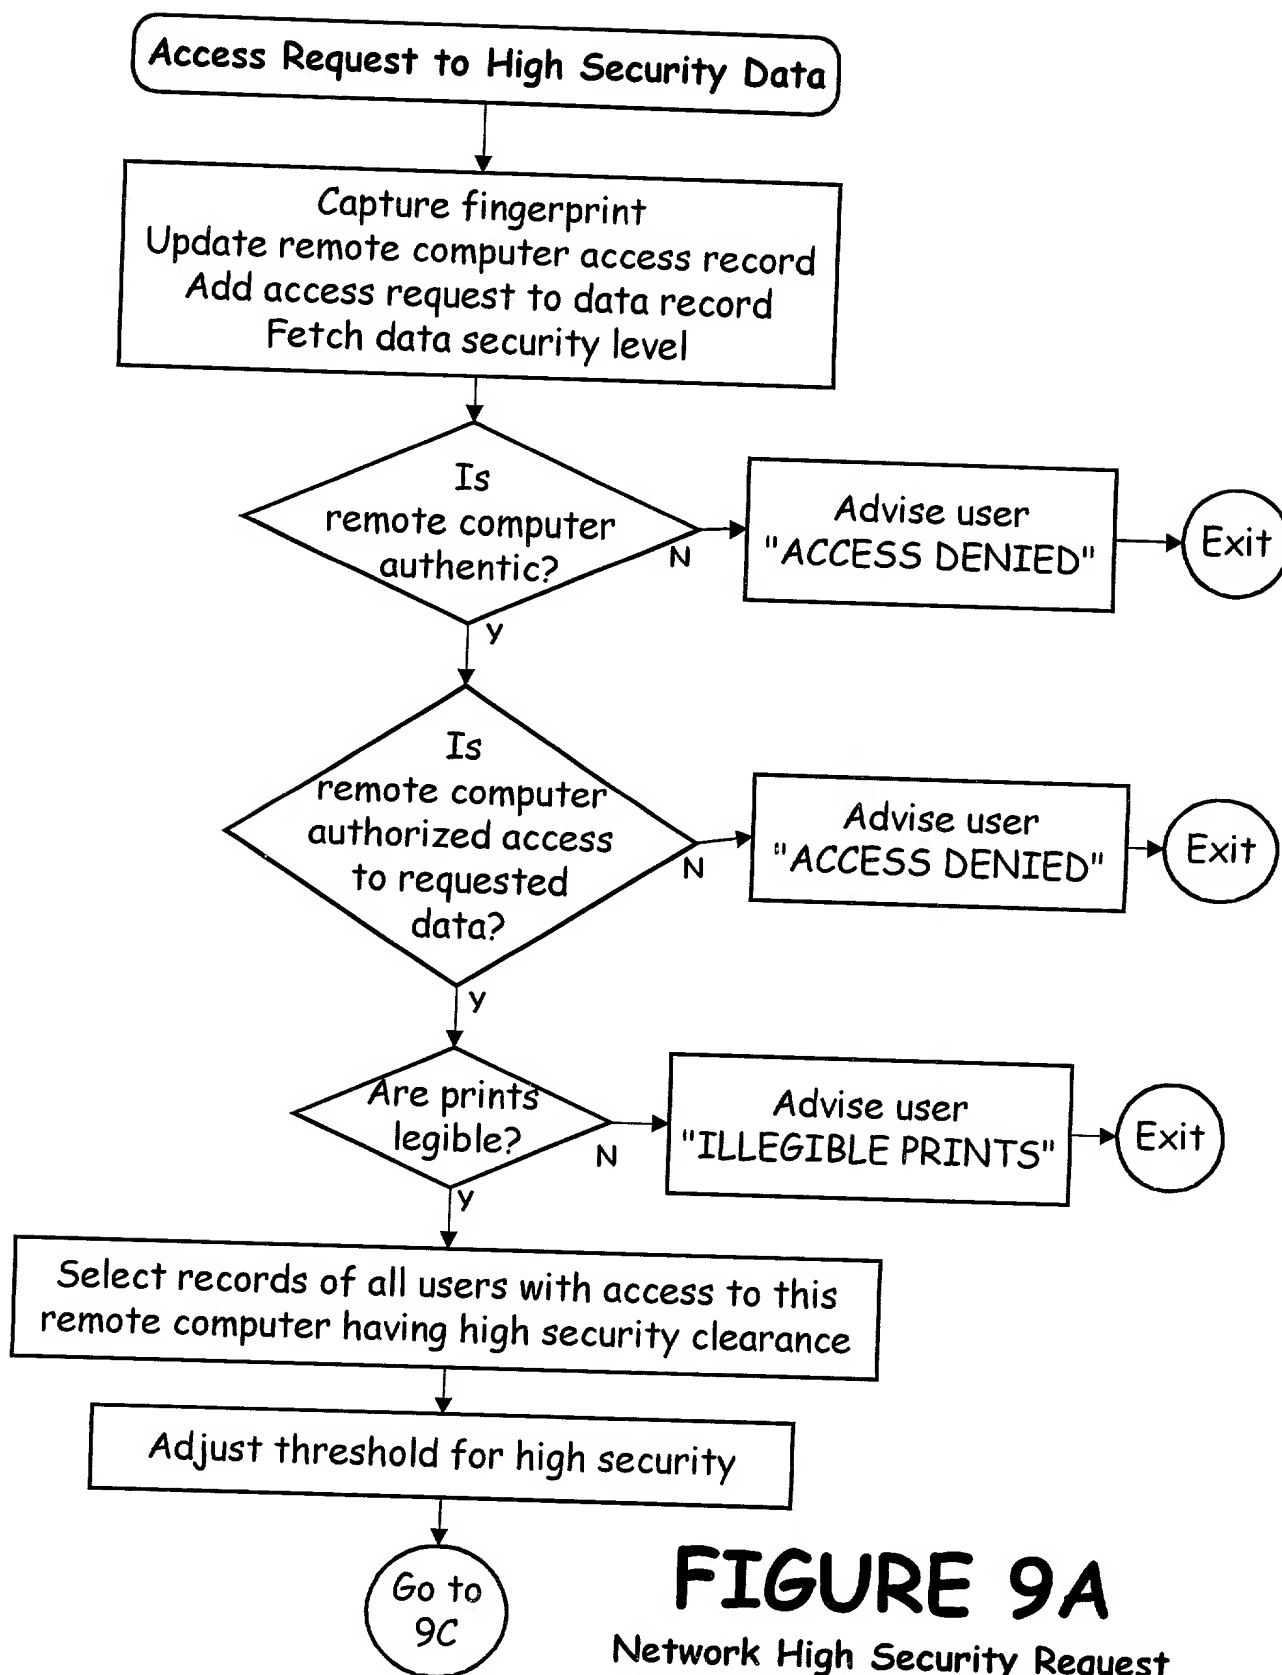 Access Request to High Security Data
Capture fingerprint
Update remote computer access record
Add access request to data record
Fetch data security level
Is
remote computer
authentic?
N
Advise user
"ACCESS DENIED"
Exit
Y
Is
remote computer
authorized access
to requested
data?
N
Advise user
"ACCESS DENIED"
Exit
Y
Are prints
legible?
N
Advise user
"ILLEGIBLE PRINTS"
Exit
Y
Select records of all users with access to this
remote computer having high security clearance
Adjust threshold for high security
Go to
9C
FIGURE 9A
Network High Security Request